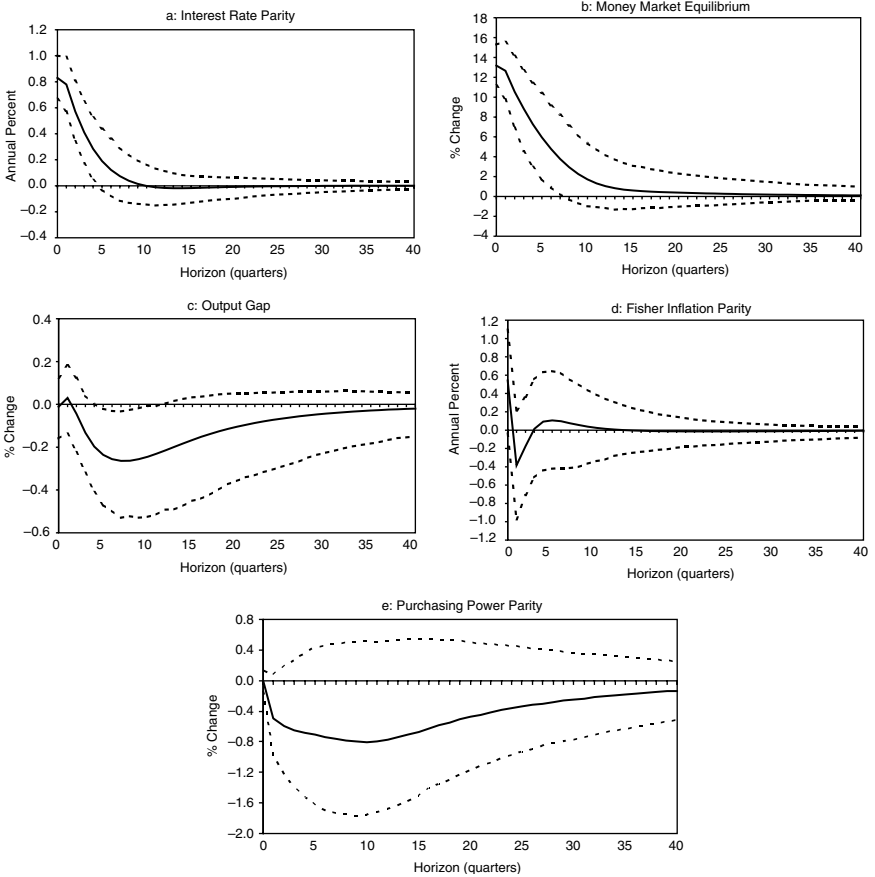 a: Interest Rate Parity
1.2
1.0
0.8
0.6
0.4
0.2
0.0
–0.2
–0.4
Annual Percent
0 5 10 15 20 25 30 35 40
Horizon (quarters)
b: Money Market Equilibrium
18
16
14
12
10
8
6
4
2
0
–2
–4
% Change
0 5 10 15 20 25 30 35 40
Horizon (quarters)
c: Output Gap
0.4
0.2
0.0
–0.2
–0.4
–0.6
% Change
0 5 10 15 20 25 30 35 40
Horizon (quarters)
d: Fisher Inflation Parity
1.2
1.0
0.8
0.6
0.4
0.2
0.0
–0.2
–0.4
–0.6
–0.8
–1.0
–1.2
Annual Percent
0 5 10 15 20 25 30 35 40
Horizon (quarters)
e: Purchasing Power Parity
0.8
0.4
0.0
–0.4
–0.8
–1.2
–1.6
–2.0
% Change
0 5 10 15 20 25 30 35 40
Horizon (quarters)